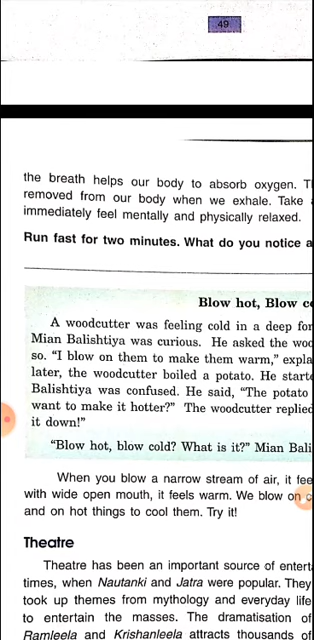 49
the breath helps our body to absorb oxygen.
removed from our body when we exhale. Take
immediately feel mentally and physically relaxed.
Run fast for two minutes. What do you notice a
Blow hot, Blow c
A woodcutter was feeling cold in a deep for
Mian Balishtiya was curious. He asked the woo
so. “I blow on them to make them warm,” expla
later, the woodcutter boiled a potato. He starte
Balishtiya was confused. He said, “The potato
want to make it hotter?” The woodcutter replied
it down!”
“Blow hot, blow cold? What is it?” Mian Bali
When you blow a narrow stream of air, it fee
with wide open mouth, it feels warm. We blow on
and on hot things to cool them. Try it!
Theatre
Theatre has been an important source of entert
times, when Nautanki and Jatra were popular. They
took up themes from mythology and everyday life
to entertain the masses. The dramatisation of
Ramleela and Krishanleela attracts thousands of